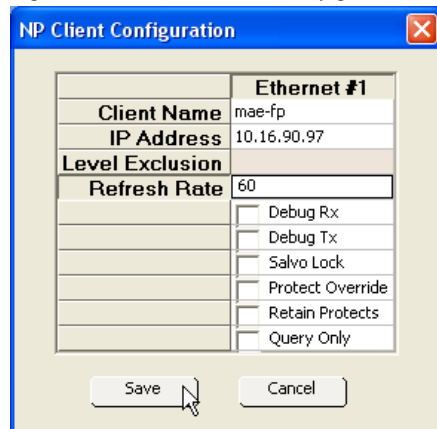 NP Client Configuration
Ethernet #1
Client Name mae-fp
IP Address 10.16.90.97
Level Exclusion
Refresh Rate 60
Debug Rx
Debug Tx
Salvo Lock
Protect Override
Retain Protects
Query Only
Save Cancel